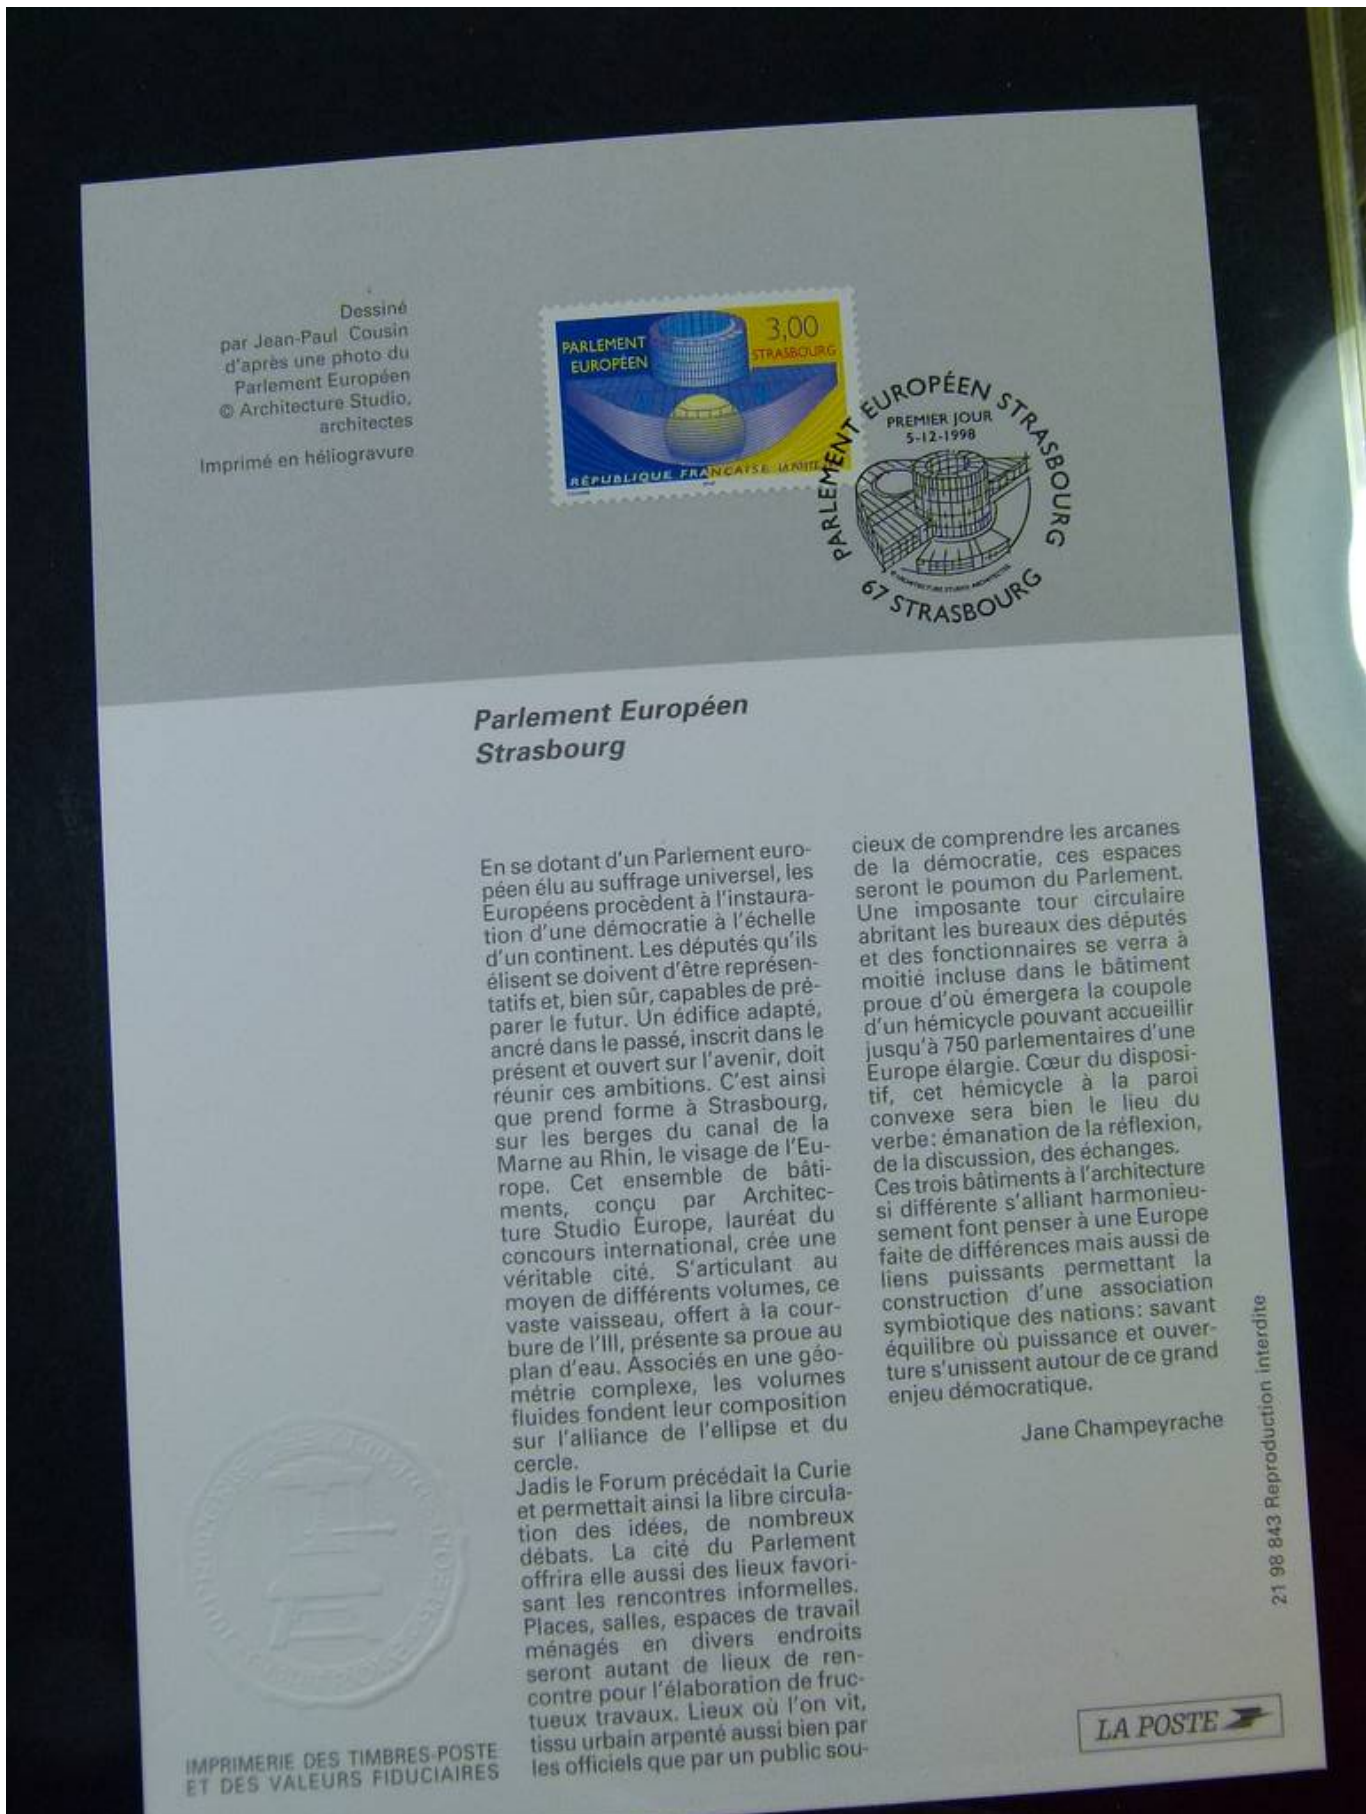 Dessiné
par Jean-Paul Cousin
d'après une photo du
Parlement Européen
© Architecture Studio,
architectes
Imprimé en héliogravure
PARLEMENT
EUROPÉEN
3,00
STRASBOURG
RÉPUBLIQUE FRANÇAISE LA POSTE
PARLEMENT EUROPÉEN STRASBOURG
PREMIER JOUR
5-12-1998
© ARCHITECTURE STUDIO, ARCHITECTES
67 STRASBOURG
Parlement Européen
Strasbourg
En se dotant d'un Parlement euro-
péen élu au suffrage universel, les
Européens procèdent à l'instaura-
tion d'une démocratie à l'échelle
d'un continent. Les députés qu'ils
élisent se doivent d'être représen-
tatifs et, bien sûr, capables de pré-
parer le futur. Un édifice adapté,
ancré dans le passé, inscrit dans le
présent et ouvert sur l'avenir, doit
réunir ces ambitions. C'est ainsi
que prend forme à Strasbourg,
sur les berges du canal de la
Marne au Rhin, le visage de l'Eu-
rope. Cet ensemble de bâti-
ments, conçu par Architec-
ture Studio Europe, lauréat du
concours international, crée une
véritable cité. S'articulant au
moyen de différents volumes, ce
vaste vaisseau, offert à la cour-
bure de l'Ill, présente sa proue au
plan d'eau. Associés en une géo-
métrie complexe, les volumes
fluides fondent leur composition
sur l'alliance de l'ellipse et du
cercle.
Jadis le Forum précédait la Curie
et permettait ainsi la libre circula-
tion des idées, de nombreux
débats. La cité du Parlement
offrira elle aussi des lieux favori-
sant les rencontres informelles.
Places, salles, espaces de travail
ménagés en divers endroits
seront autant de lieux de ren-
contre pour l'élaboration de fruc-
tueux travaux. Lieux où l'on vit,
tissu urbain arpenté aussi bien par
les officiels que par un public sou-
cieux de comprendre les arcanes
de la démocratie, ces espaces
seront le poumon du Parlement.
Une imposante tour circulaire
abritant les bureaux des députés
et des fonctionnaires se verra à
moitié incluse dans le bâtiment
proue d'où émergera la coupole
d'un hémicycle pouvant accueillir
jusqu'à 750 parlementaires d'une
Europe élargie. Cœur du disposi-
tif, cet hémicycle à la paroi
convexe sera bien le lieu du
verbe: émanation de la réflexion,
de la discussion, des échanges.
Ces trois bâtiments à l'architecture
si différente s'alliant harmonieu-
sement font penser à une Europe
faite de différences mais aussi de
liens puissants permettant la
construction d'une association
symbiotique des nations: savant
équilibre où puissance et ouver-
ture s'unissent autour de ce grand
enjeu démocratique.
Jane Champeyrache
21 98 843 Reproduction interdite
IMPRIMERIE DES TIMBRES-POSTE
ET DES VALEURS FIDUCIAIRES
LA POSTE